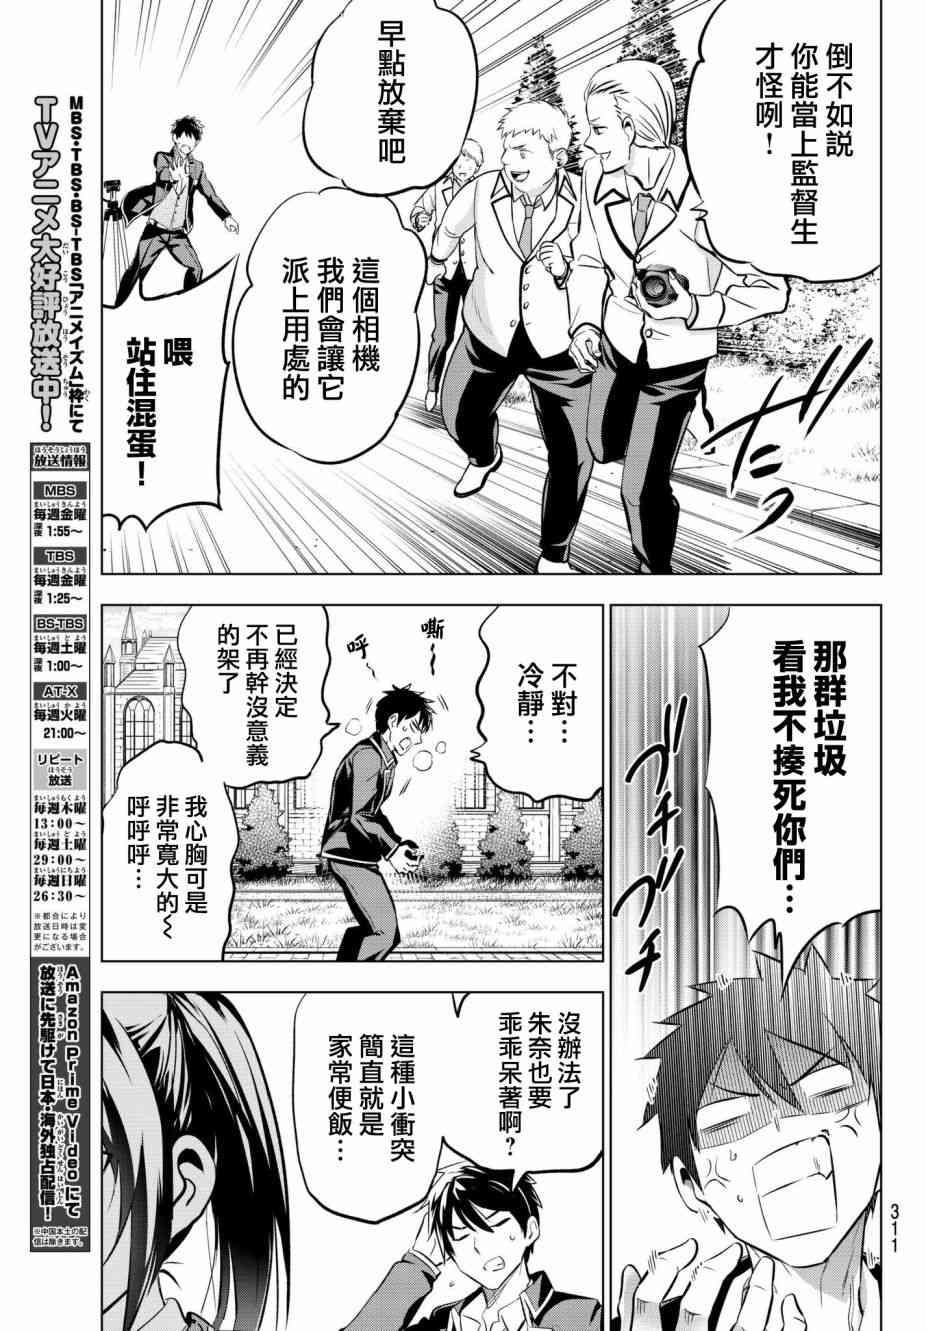 倒不如説
你能當上監督生
才怪咧！
早點放棄吧
這個相機
我們會讓它
派上用處的
喂
站住混蛋！
那群垃圾
看我不揍死你們…
ブチ
ブチ
ブチ
不對…
冷靜…
嘶～
呼～
已經決定
不再幹沒意義
的架了
我心胸可是
非常寬大的～
呼呼呼…
沒辦法了
朱奈也要
乖乖呆著啊？
這種小衝突
簡直就是
家常便飯…
311
MBS・TBS・BS-TBS「アニメイズム」枠にて
TVアニメ大好評放送中！
放送情報
MBS
毎週金曜
深夜1:55～
TBS
毎週金曜
深夜1:25～
BS-TBS
毎週土曜
深夜1:00～
AT-X
毎週火曜
21:00～
リピート
放送
毎週木曜
13:00～
毎週土曜
29:00～
毎週日曜
26:30～
※都合により
放送日時は変
更になる場合
がございます。
Amazon Prime Videoにて
放送に先駆けて日本・海外独占配信！
※中国本土の配
信は除きます。